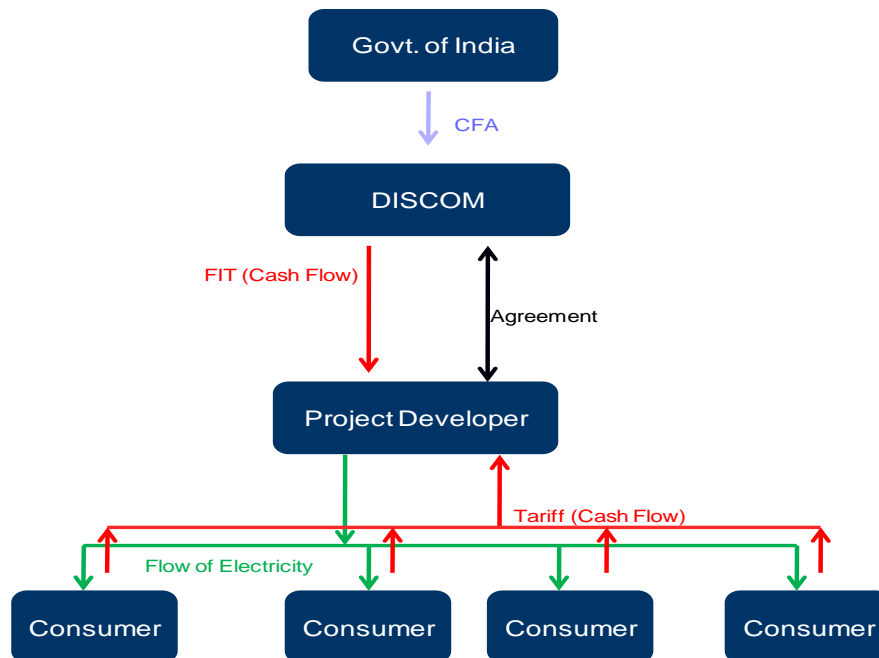 Govt. of India
CFA
DISCOM
FIT (Cash Flow)
Agreement
Project Developer
Tariff (Cash Flow)
Flow of Electricity
Consumer
Consumer
Consumer
Consumer